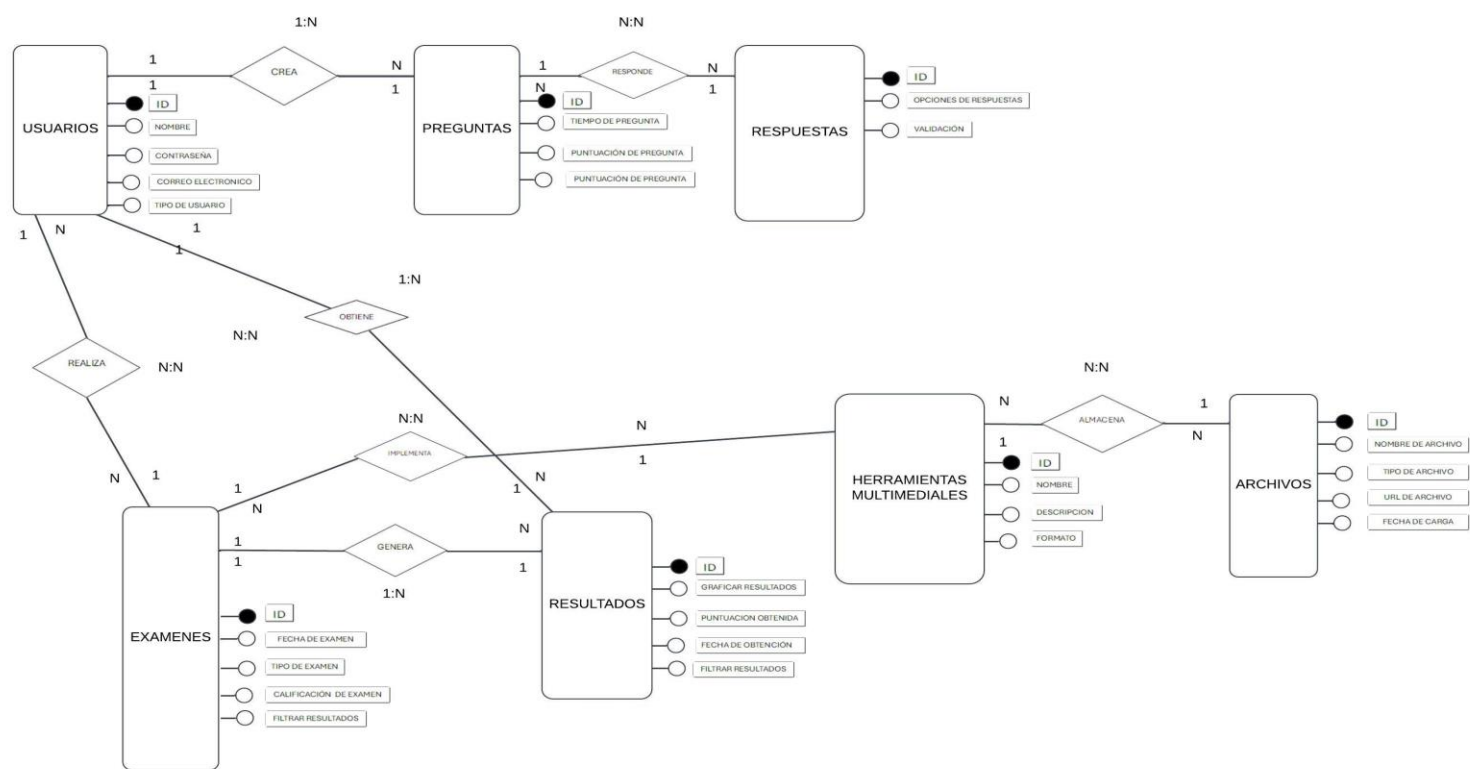 1:N
N:N
1
CREA
N
1
RESPONDE
N
1
1
N
1
USUARIOS
ID
NOMBRE
CONTRASEÑA
CORREO ELECTRONICO
TIPO DE USUARIO
PREGUNTAS
ID
TIEMPO DE PREGUNTA
PUNTUACIÓN DE PREGUNTA
PUNTUACIÓN DE PREGUNTA
RESPUESTAS
ID
OPCIONES DE RESPUESTAS
VALIDACIÓN
1
N
1
1
1:N
OBTIENE
N:N
REALIZA
N:N
N:N
IMPLEMENTA
N
1
N
1
N
1
1
N
N
1
N:N
N
ALMACENA
1
1
N
HERRAMIENTAS
MULTIMEDIALES
ID
NOMBRE
DESCRIPCION
FORMATO
ARCHIVOS
ID
NOMBRE DE ARCHIVO
TIPO DE ARCHIVO
URL DE ARCHIVO
FECHA DE CARGA
1
1
GENERA
N
1
1:N
EXAMENES
ID
FECHA DE EXAMEN
TIPO DE EXAMEN
CALIFICACIÓN DE EXAMEN
FILTRAR RESULTADOS
RESULTADOS
ID
GRAFICAR RESULTADOS
PUNTUACION OBTENIDA
FECHA DE OBTENCIÓN
FILTRAR RESULTADOS